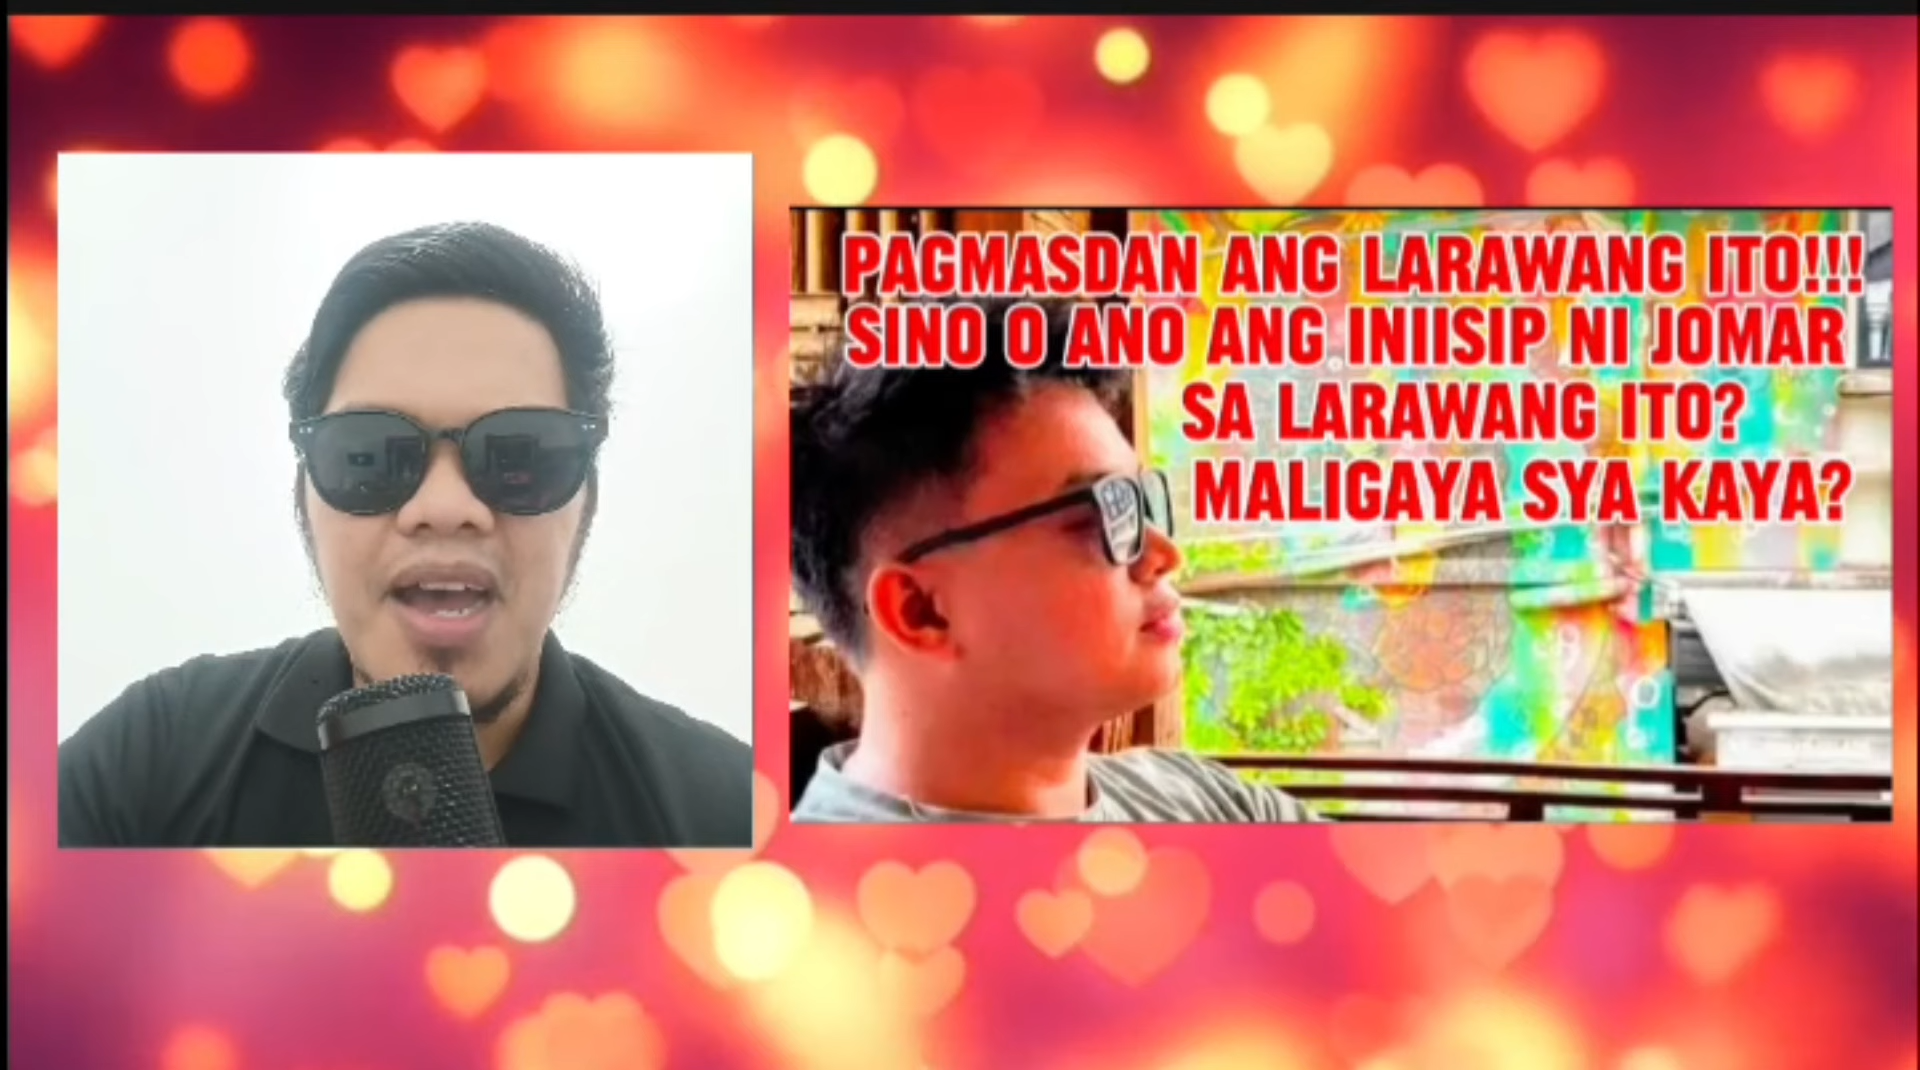 PAGMASDAN ANG LARAWANG ITO!!!
SINO O ANO ANG INIISIP NI JOMAR
SA LARAWANG ITO?
MALIGAYA SYA KAYA?